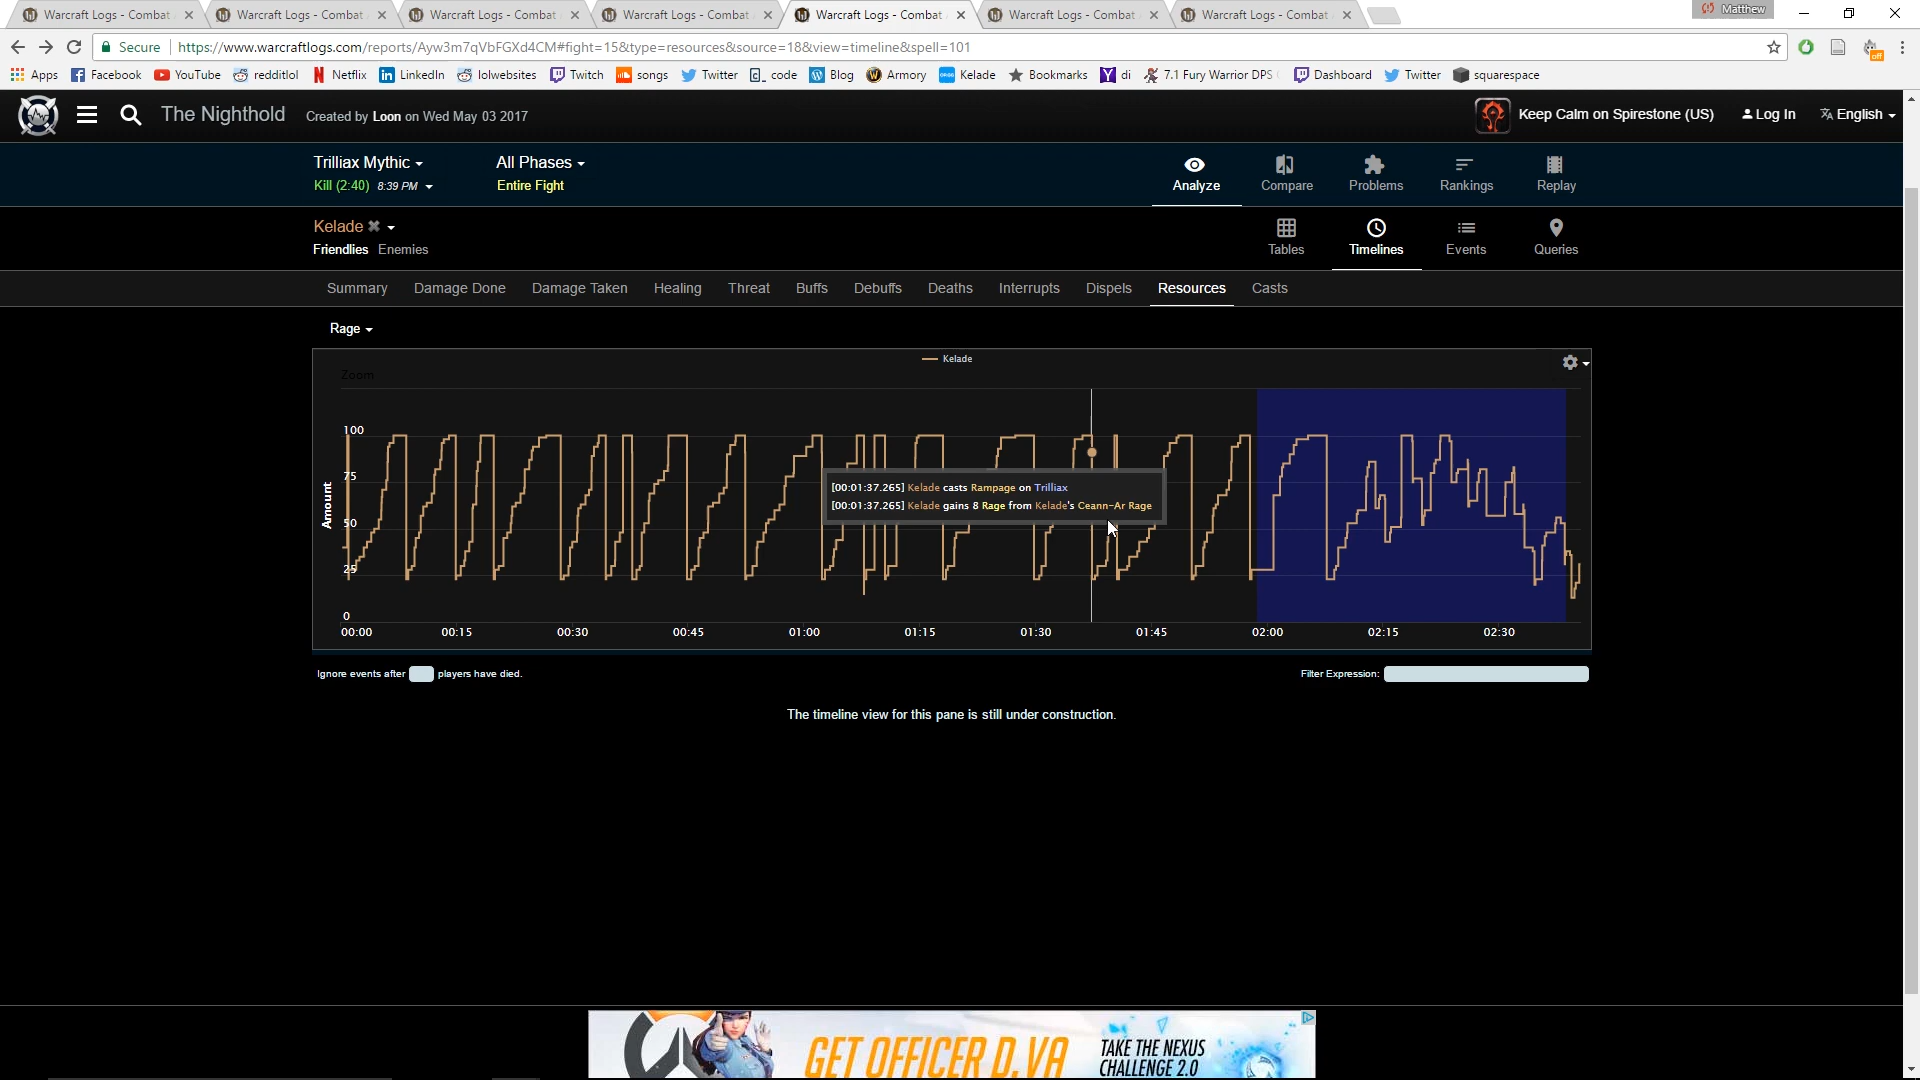 Warcraft Logs - Combat
Warcraft Logs - Combat
Warcraft Logs - Combat
Warcraft Logs - Combat
Warcraft Logs - Combat
Warcraft Logs - Combat
Warcraft Logs - Combat
Matthew
Secure https://www.warcraftlogs.com/reports/Ayw3m7qVbFGXd4CM#fight=15&type=resources&source=18&view=timeline&spell=101
off
Apps Facebook YouTube redditlol Netflix LinkedIn lolwebsites Twitch songs Twitter code Blog Armory Kelade Bookmarks di 7.1 Fury Warrior DPS Dashboard Twitter squarespace
The Nighthold Created by Loon on Wed May 03 2017 Keep Calm on Spirestone (US) Log In English
Trilliax Mythic All Phases
Kill (2:40) 8:39 PM Entire Fight
Analyze Compare Problems Rankings Replay
Kelade
Friendlies Enemies
Tables Timelines Events Queries
Summary Damage Done Damage Taken Healing Threat Buffs Debuffs Deaths Interrupts Dispels Resources Casts
Rage
Kelade
Zoom
Amount
100
75
50
25
0
[00:01:37.265] Kelade casts Rampage on Trilliax
[00:01:37.265] Kelade gains 8 Rage from Kelade's Ceann-Ar Rage
00:00 00:15 00:30 00:45 01:00 01:15 01:30 01:45 02:00 02:15 02:30
Ignore events after players have died. Filter Expression:
The timeline view for this pane is still under construction.
GET OFFICER D.VA
TAKE THE NEXUS
CHALLENGE 2.0